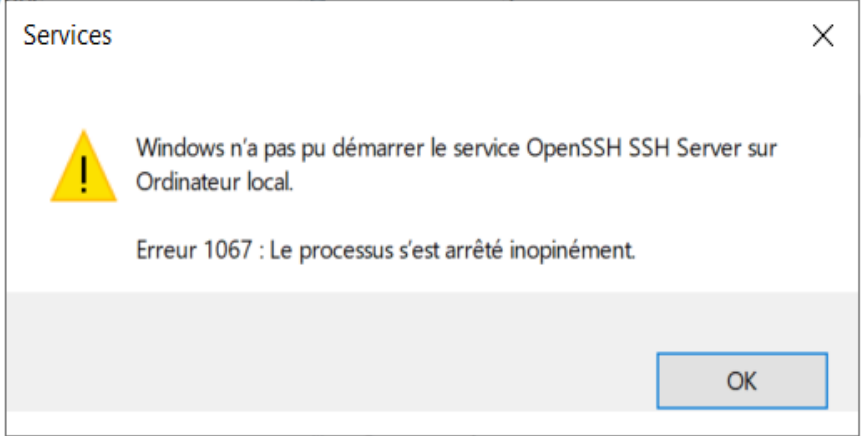 Services
Windows n'a pas pu démarrer le service OpenSSH SSH Server sur
Ordinateur local.
Erreur 1067 : Le processus s'est arrêté inopinément.
OK